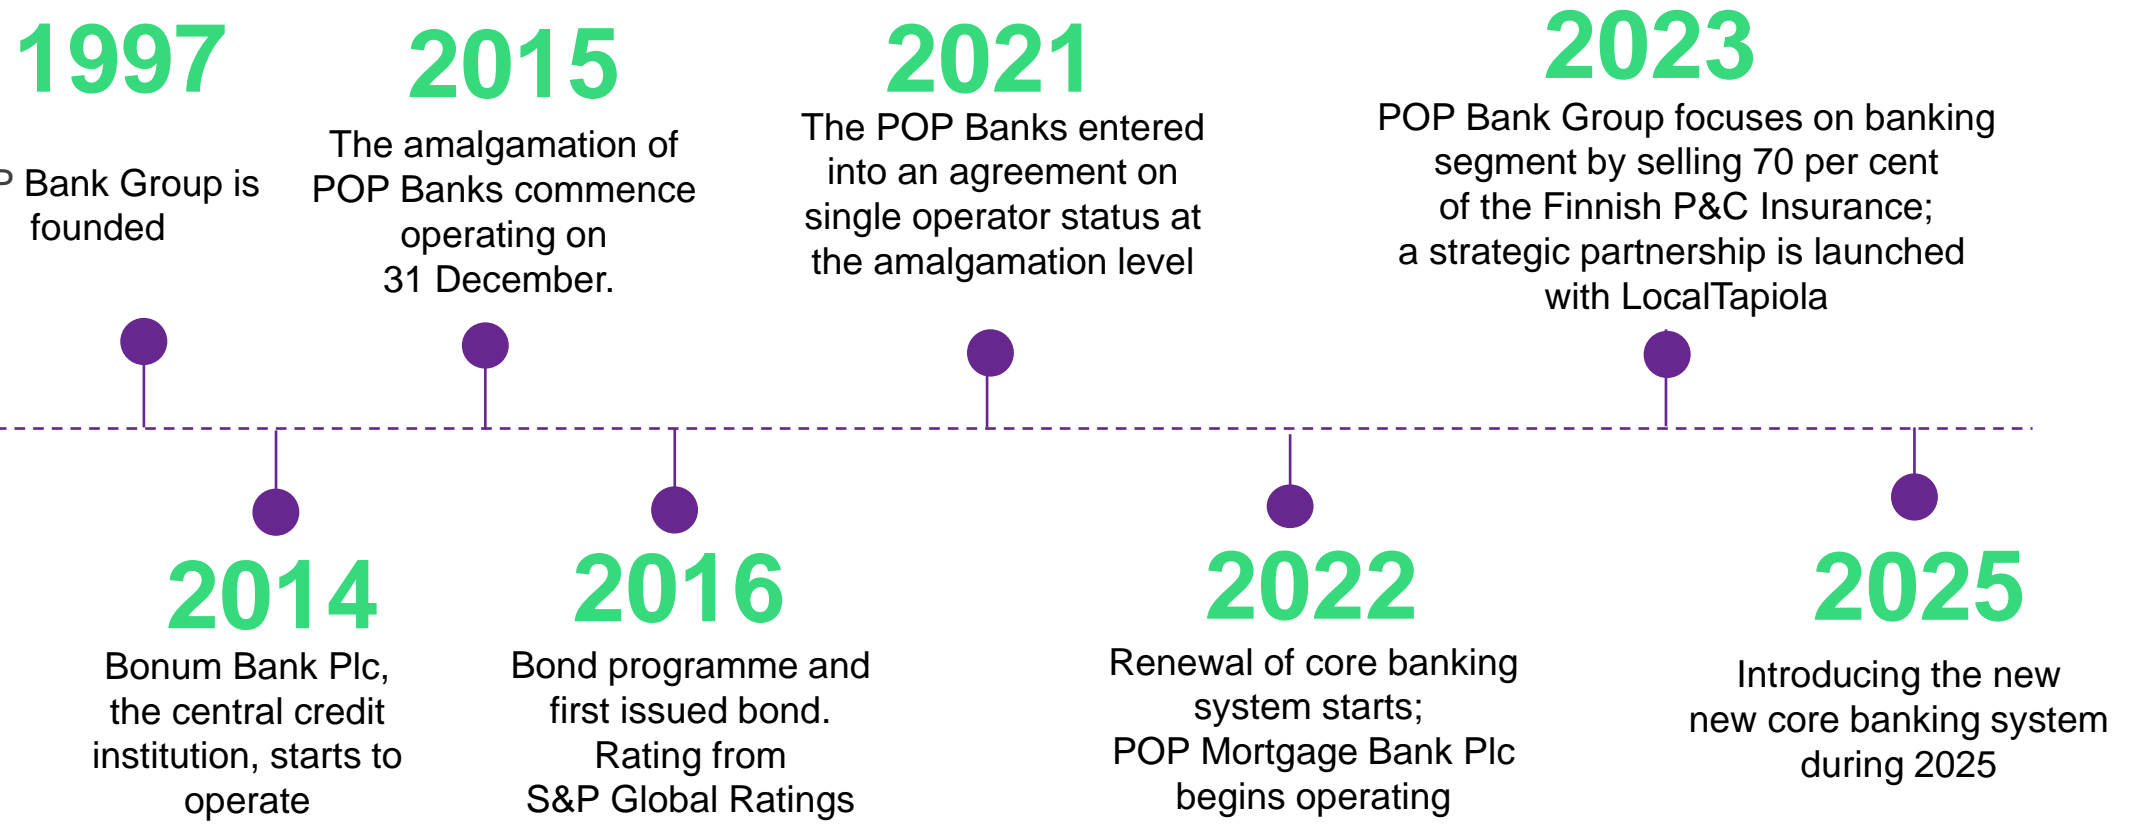 1997
P Bank Group is
founded
2015
The amalgamation of
POP Banks commence
operating on
31 December.
2021
The POP Banks entered
into an agreement on
single operator status at
the amalgamation level
2023
POP Bank Group focuses on banking
segment by selling 70 per cent
of the Finnish P&C Insurance;
a strategic partnership is launched
with LocalTapiola
2014
Bonum Bank Plc,
the central credit
institution, starts to
operate
2016
Bond programme and
first issued bond.
Rating from
S&P Global Ratings
2022
Renewal of core banking
system starts;
POP Mortgage Bank Plc
begins operating
2025
Introducing the new
new core banking system
during 2025